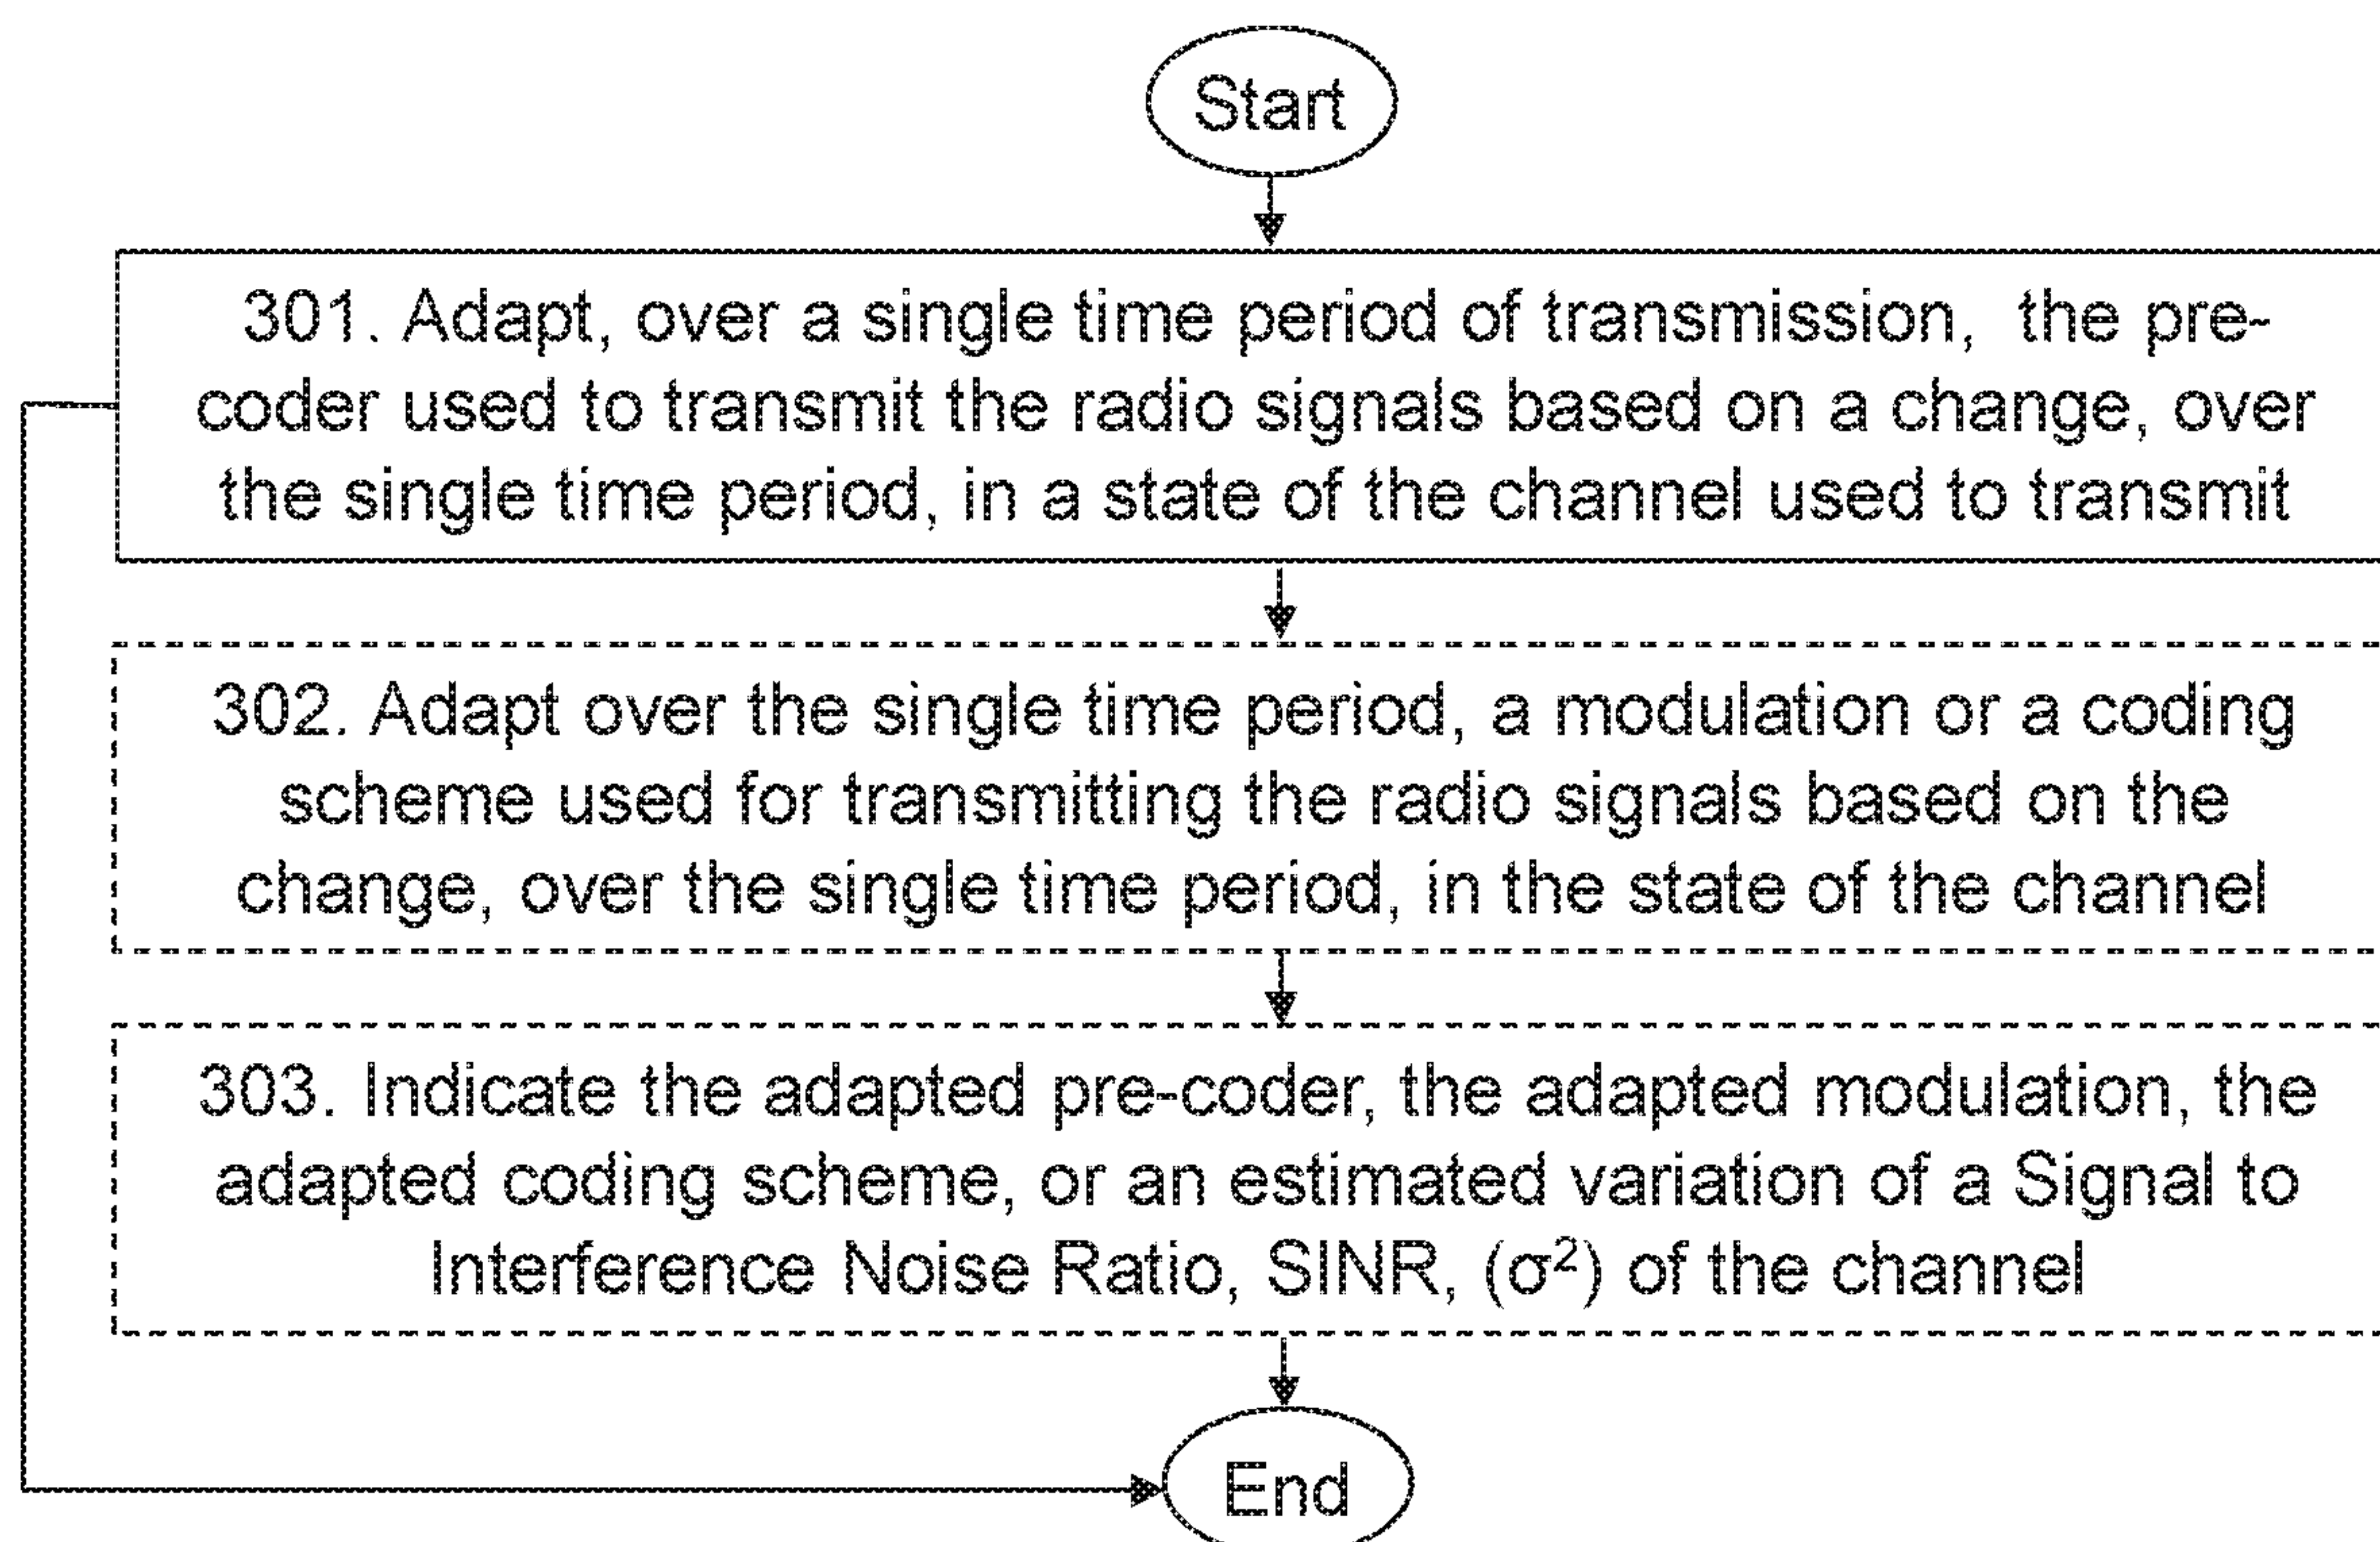 Start
301. Adapt, over a single time period of transmission, the pre-
coder used to transmit the radio signals based on a change, over
the single time period, in a state of the channel used to transmit
302. Adapt over the single time period, a modulation or a coding
scheme used for transmitting the radio signals based on the
change, over the single time period, in the state of the channel
303. Indicate the adapted pre-coder, the adapted modulation, the
adapted coding scheme, or an estimated variation of a Signal to
Interference Noise Ratio, SINR, (σ²) of the channel
End